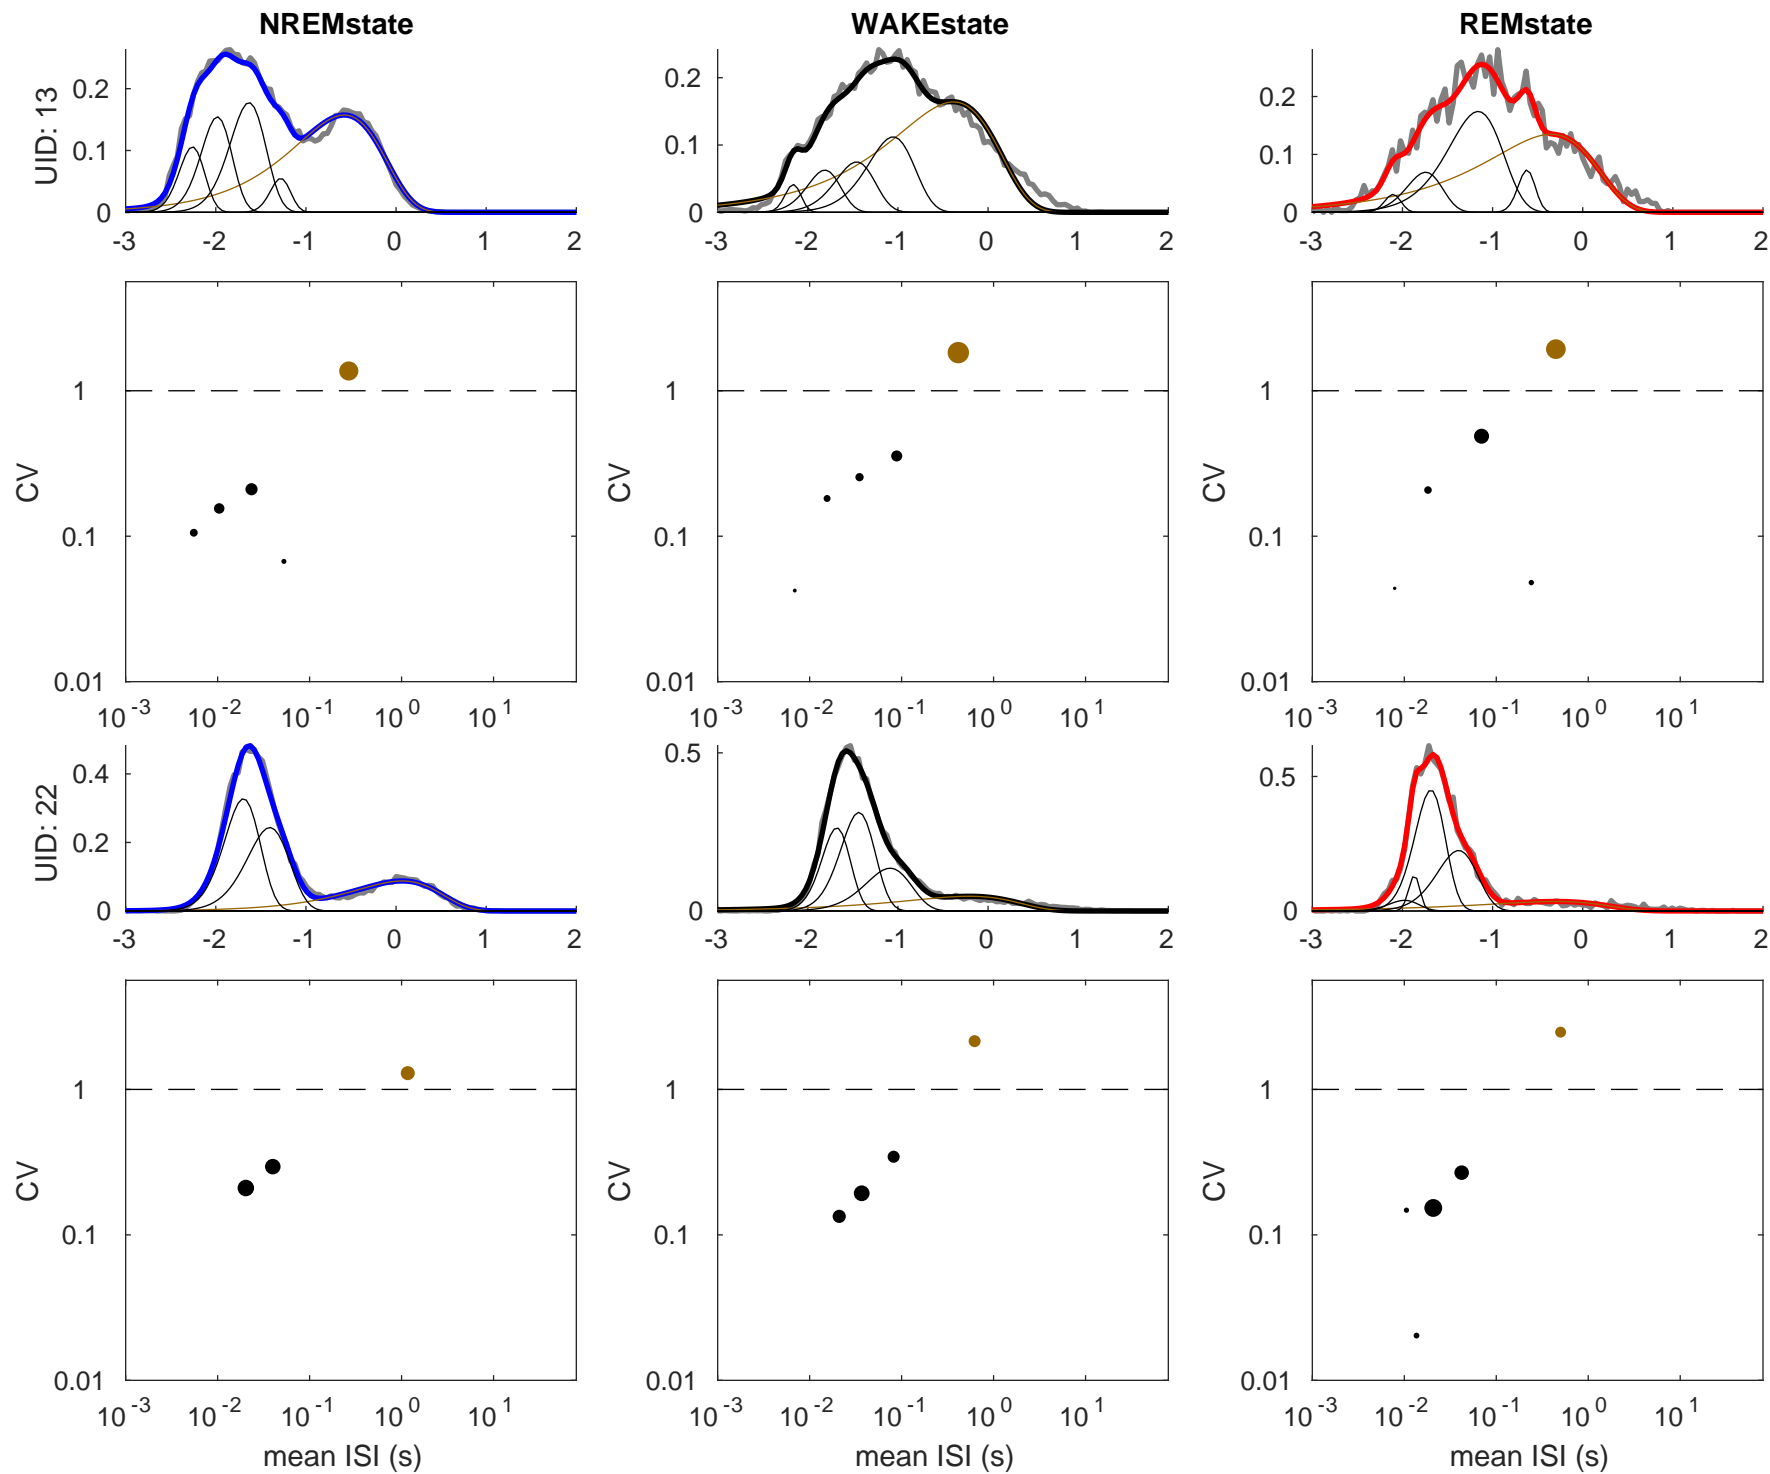 NREMstate WAKEstate REMstate
UID: 13
0.2 0.1 0
0.2 0.1 0
0.2 0.1 0
-3 -2 -1 0 1 2
-3 -2 -1 0 1 2
-3 -2 -1 0 1 2
CV 1 0.1 0.01
CV 1 0.1 0.01
CV 1 0.1 0.01
10^-3 10^-2 10^-1 10^0 10^1
10^-3 10^-2 10^-1 10^0 10^1
10^-3 10^-2 10^-1 10^0 10^1
UID: 22
0.4 0.2 0
0.5 0
0.5 0
-3 -2 -1 0 1 2
-3 -2 -1 0 1 2
-3 -2 -1 0 1 2
CV 1 0.1 0.01
CV 1 0.1 0.01
CV 1 0.1 0.01
10^-3 10^-2 10^-1 10^0 10^1
10^-3 10^-2 10^-1 10^0 10^1
10^-3 10^-2 10^-1 10^0 10^1
mean ISI (s) mean ISI (s) mean ISI (s)